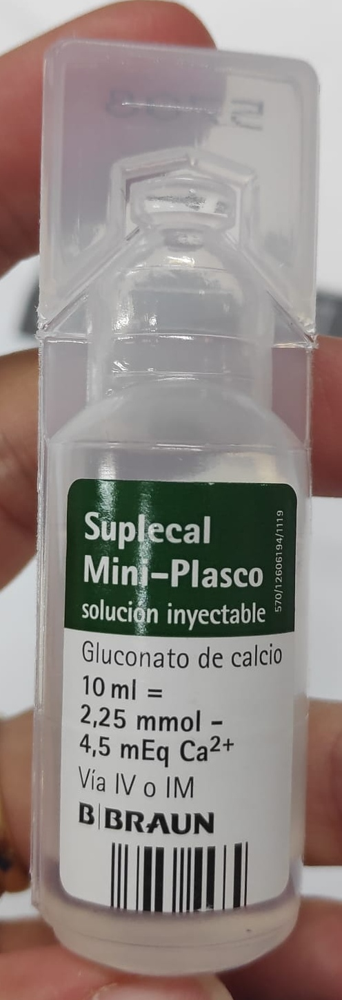 Suplecal
Mini-Plasco
solución inyectable
570/12606194/1119
Gluconato de calcio
10 ml =
2,25 mmol –
4,5 mEq Ca²⁺
Vía IV o IM
B|BRAUN